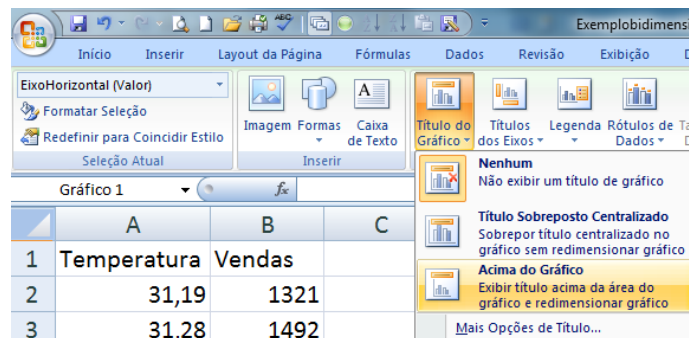 Exemplobidimens
Início Inserir Layout da Página Fórmulas Dados Revisão Exibição
EixoHorizontal (Valor)
Formatar Seleção
Redefinir para Coincidir Estilo
Seleção Atual
Imagem Formas Caixa de Texto
Inserir
Título do Gráfico Títulos dos Eixos Legenda Rótulos de Dados
Nenhum
Não exibir um título de gráfico
Título Sobreposto Centralizado
Sobrepor título centralizado no
gráfico sem redimensionar gráfico
Acima do Gráfico
Exibir título acima da área do
gráfico e redimensionar gráfico
Mais Opções de Título...
Gráfico 1 fx
A B C
1 Temperatura Vendas
2 31,19 1321
3 31,28 1492